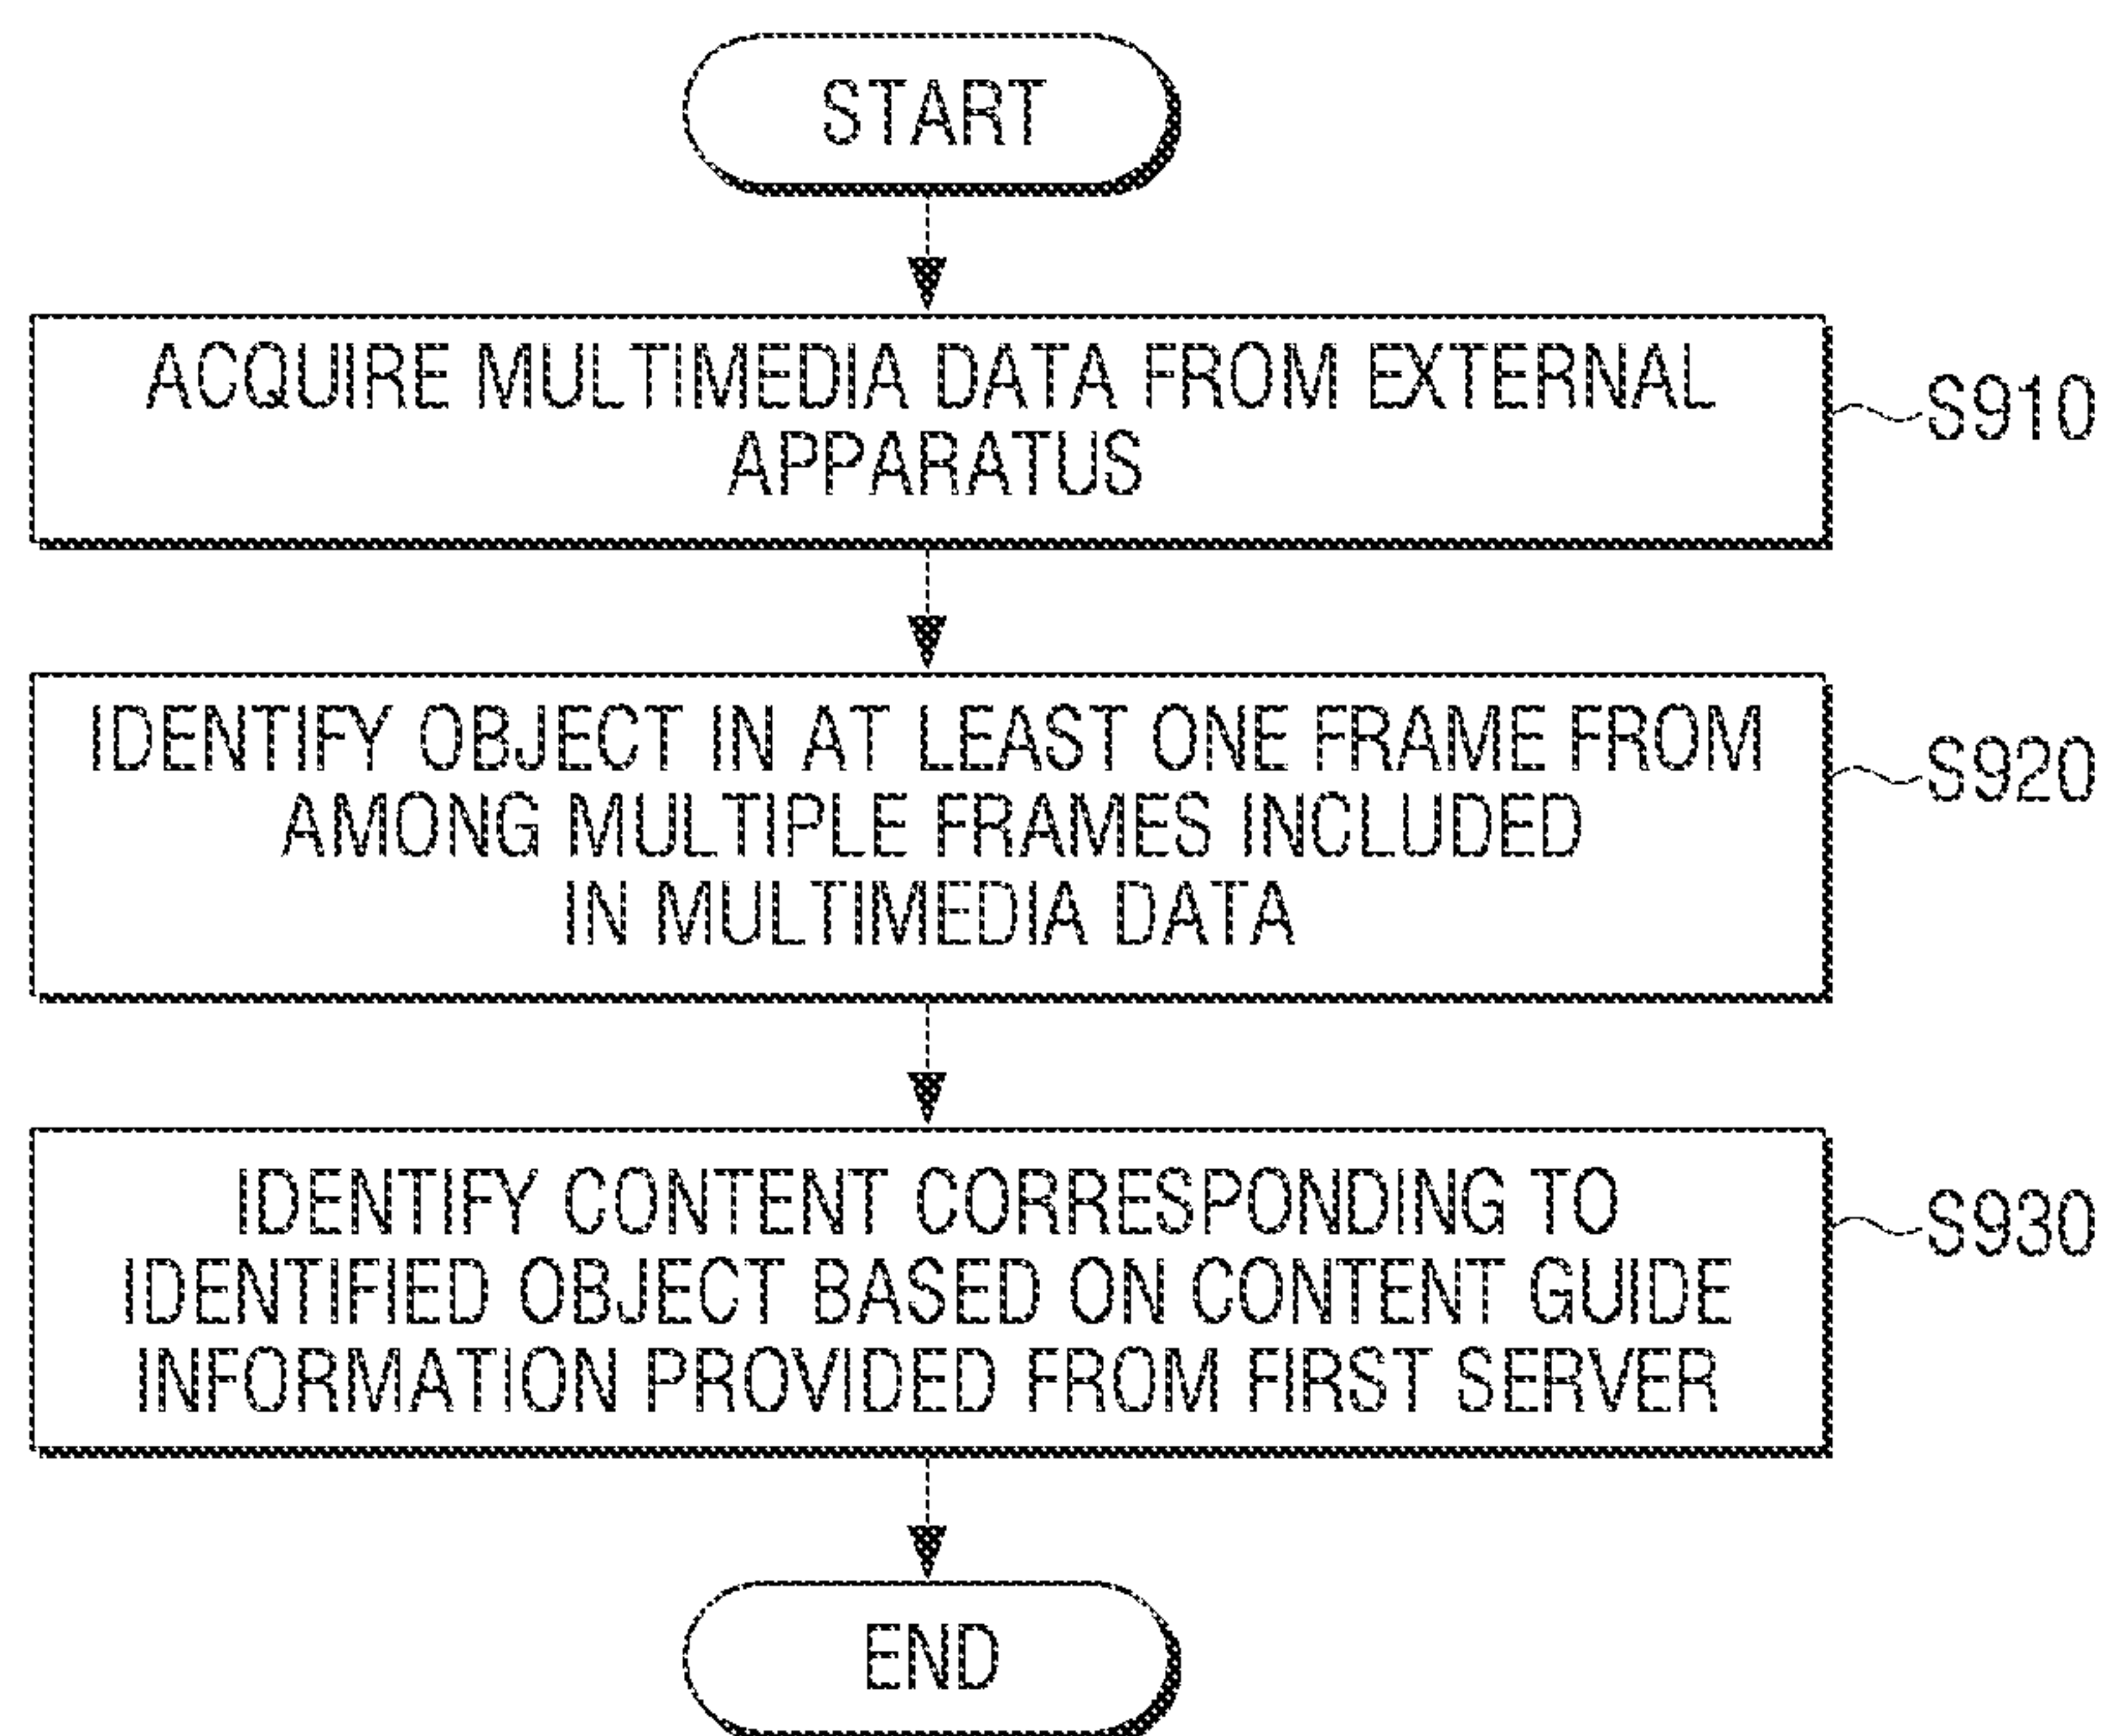 START
ACQUIRE MULTIMEDIA DATA FROM EXTERNAL
APPARATUS
S910
IDENTIFY OBJECT IN AT LEAST ONE FRAME FROM
AMONG MULTIPLE FRAMES INCLUDED
IN MULTIMEDIA DATA
S920
IDENTIFY CONTENT CORRESPONDING TO
IDENTIFIED OBJECT BASED ON CONTENT GUIDE
INFORMATION PROVIDED FROM FIRST SERVER
S930
END